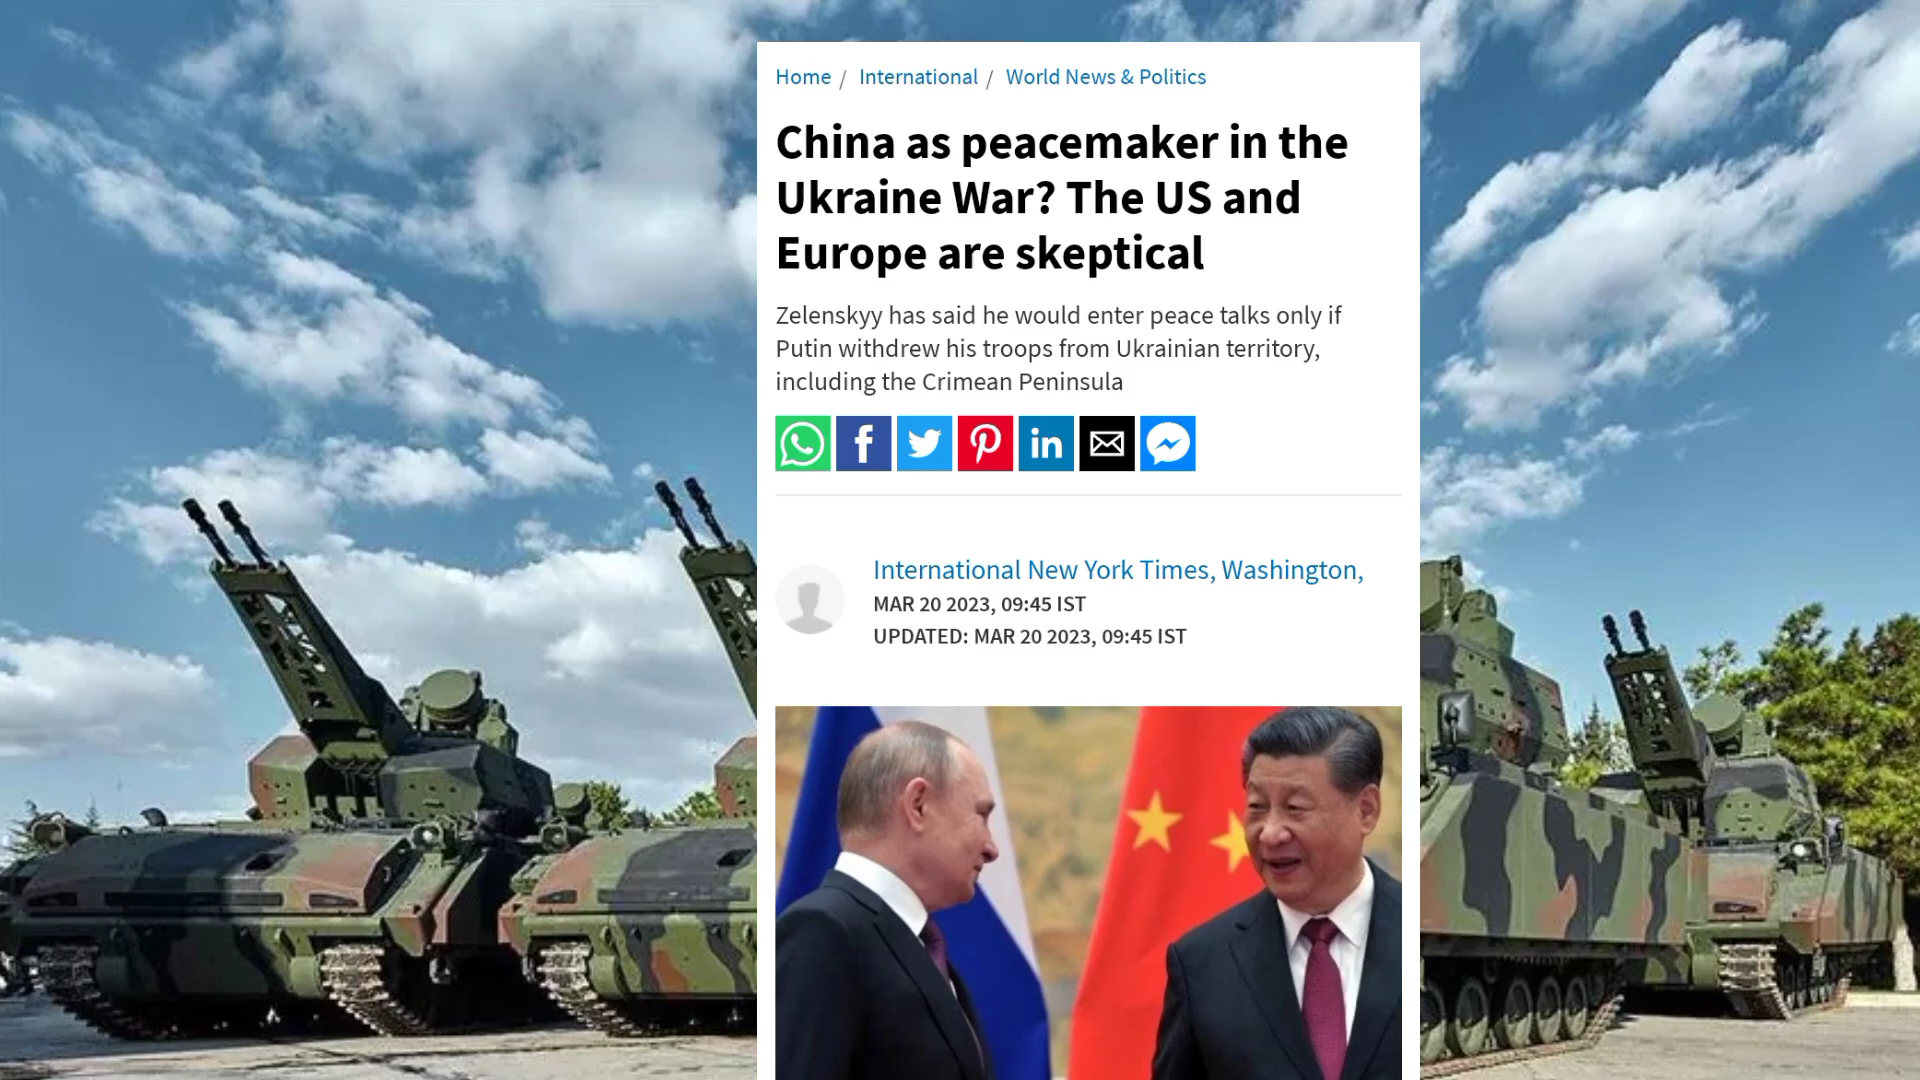 Home / International / World News & Politics
China as peacemaker in the
Ukraine War? The US and
Europe are skeptical
Zelenskyy has said he would enter peace talks only if
Putin withdrew his troops from Ukrainian territory,
including the Crimean Peninsula
International New York Times, Washington,
MAR 20 2023, 09:45 IST
UPDATED: MAR 20 2023, 09:45 IST